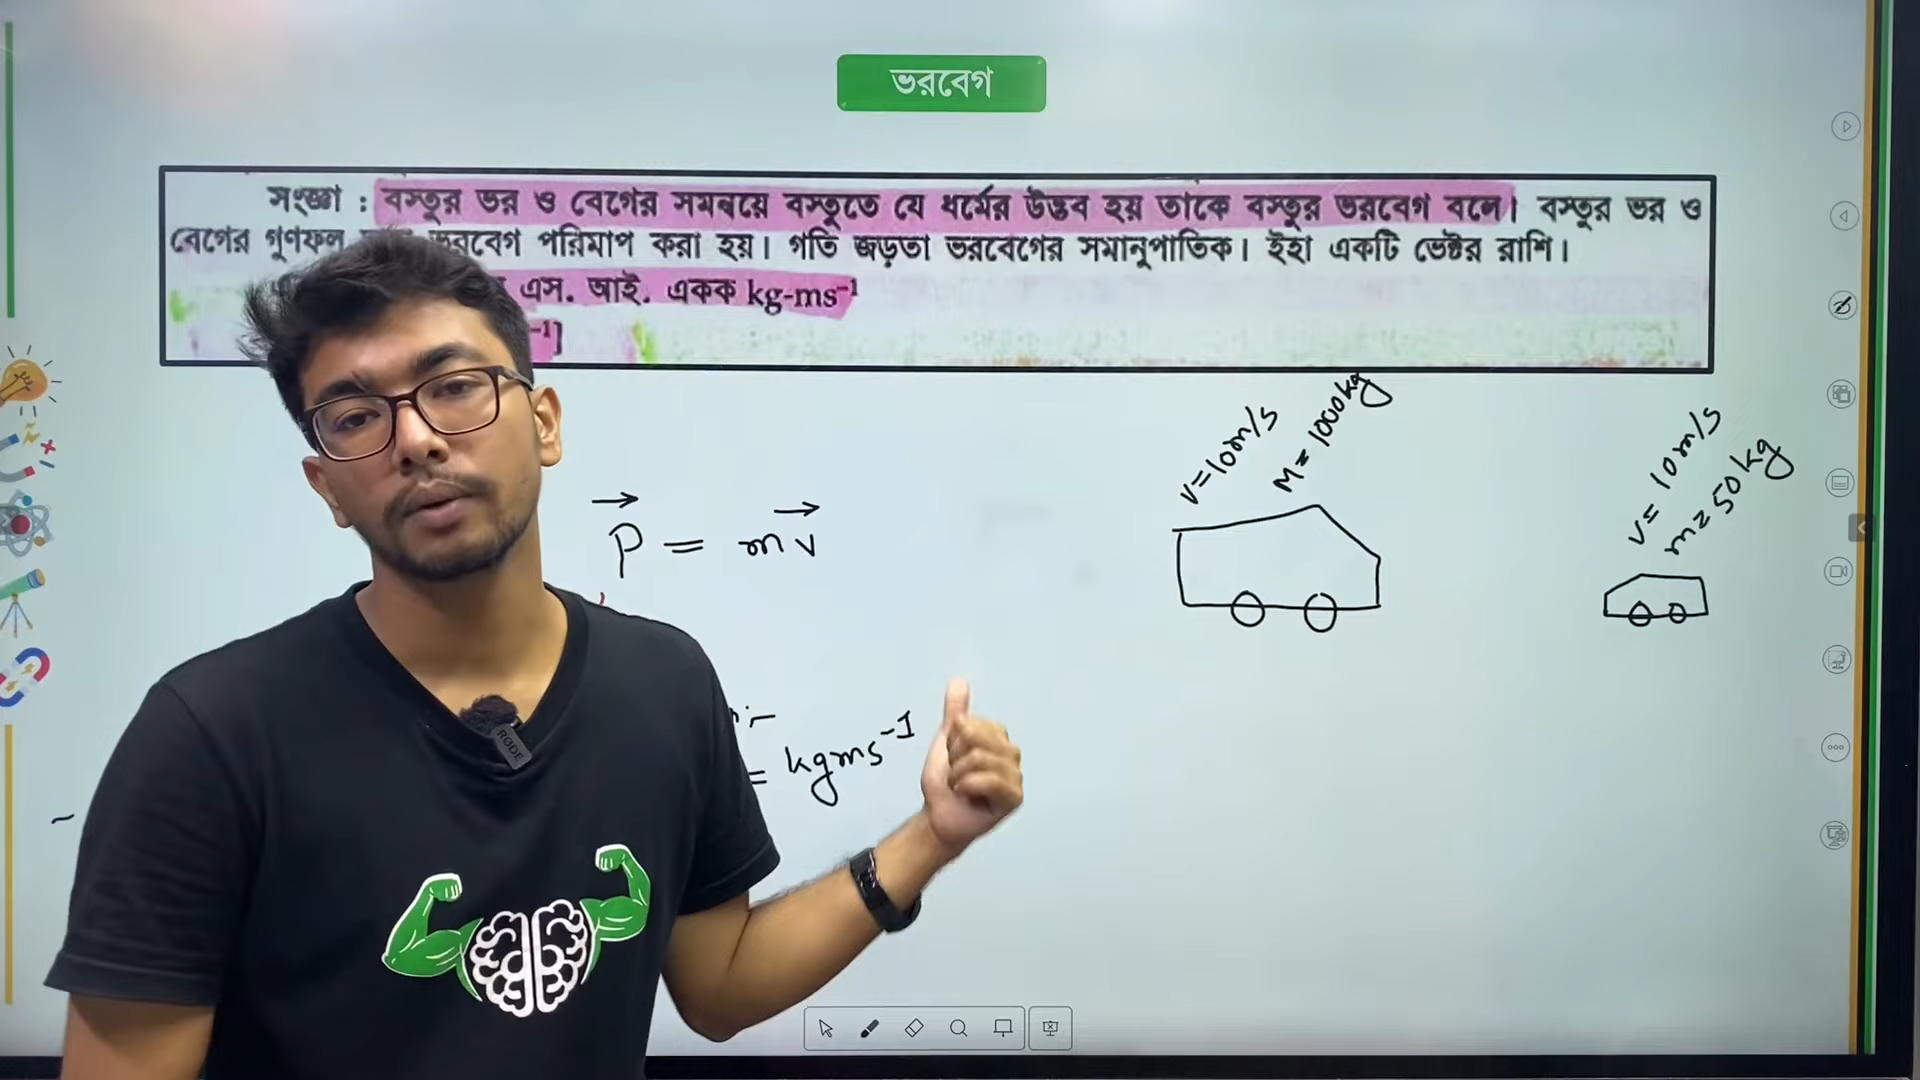 ভরবেগ
সংজ্ঞা : বস্তুর ভর ও বেগের সমন্বয়ে বস্তুতে যে ধর্মের উদ্ভব হয় তাকে বস্তুর ভরবেগ বলে। বস্তুর ভর ও
বেগের গুণফল ভরবেগ পরিমাপ করা হয়। গতি জড়তা ভরবেগের সমানুপাতিক। ইহা একটি ভেক্টর রাশি।
এস. আই. একক kg-ms⁻¹
⁻¹]
V=10m/s
M=1000kg
v= 10m/s
m= 50kg
P = mv
= kgms⁻¹
RØDE